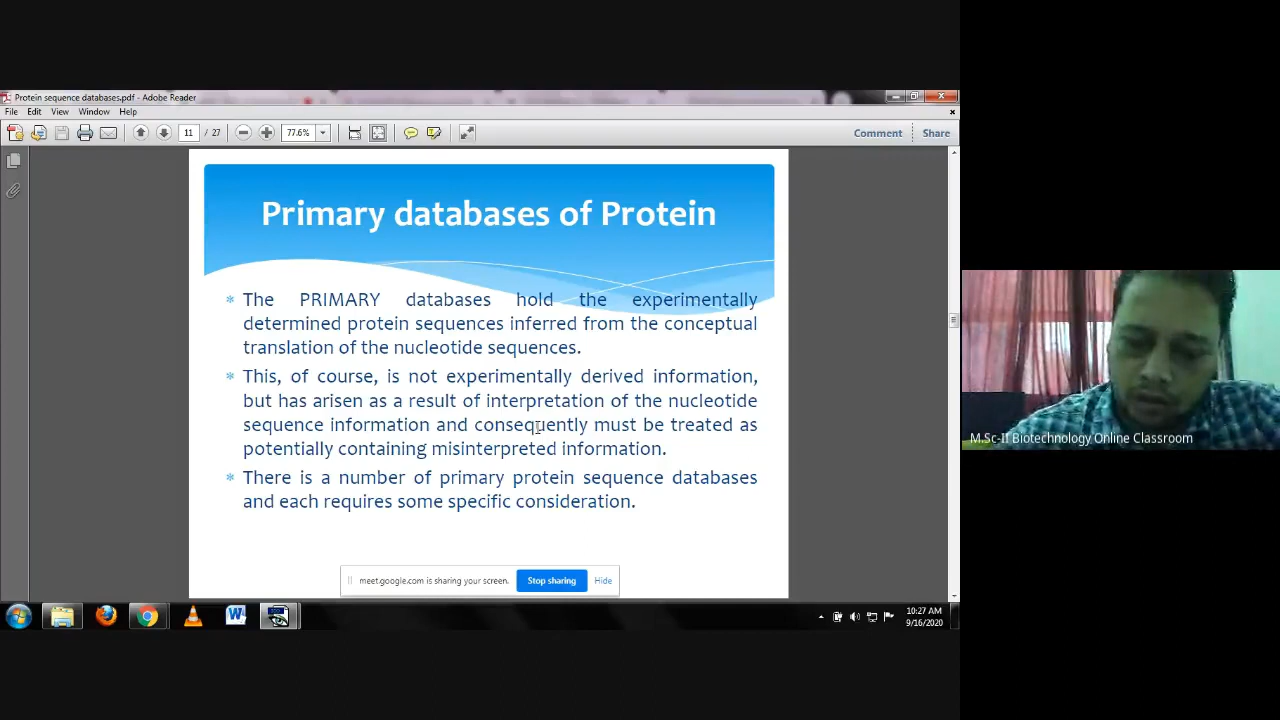 Protein sequence databases.pdf - Adobe Reader
File Edit View Window Help
11 / 27 77.6% Comment Share
Primary databases of Protein
The PRIMARY databases hold the experimentally
determined protein sequences inferred from the conceptual
translation of the nucleotide sequences.
This, of course, is not experimentally derived information,
but has arisen as a result of interpretation of the nucleotide
sequence information and consequently must be treated as
potentially containing misinterpreted information.
There is a number of primary protein sequence databases
and each requires some specific consideration.
M.Sc-II Biotechnology Online Classroom
meet.google.com is sharing your screen. Stop sharing Hide
10:27 AM
9/16/2020